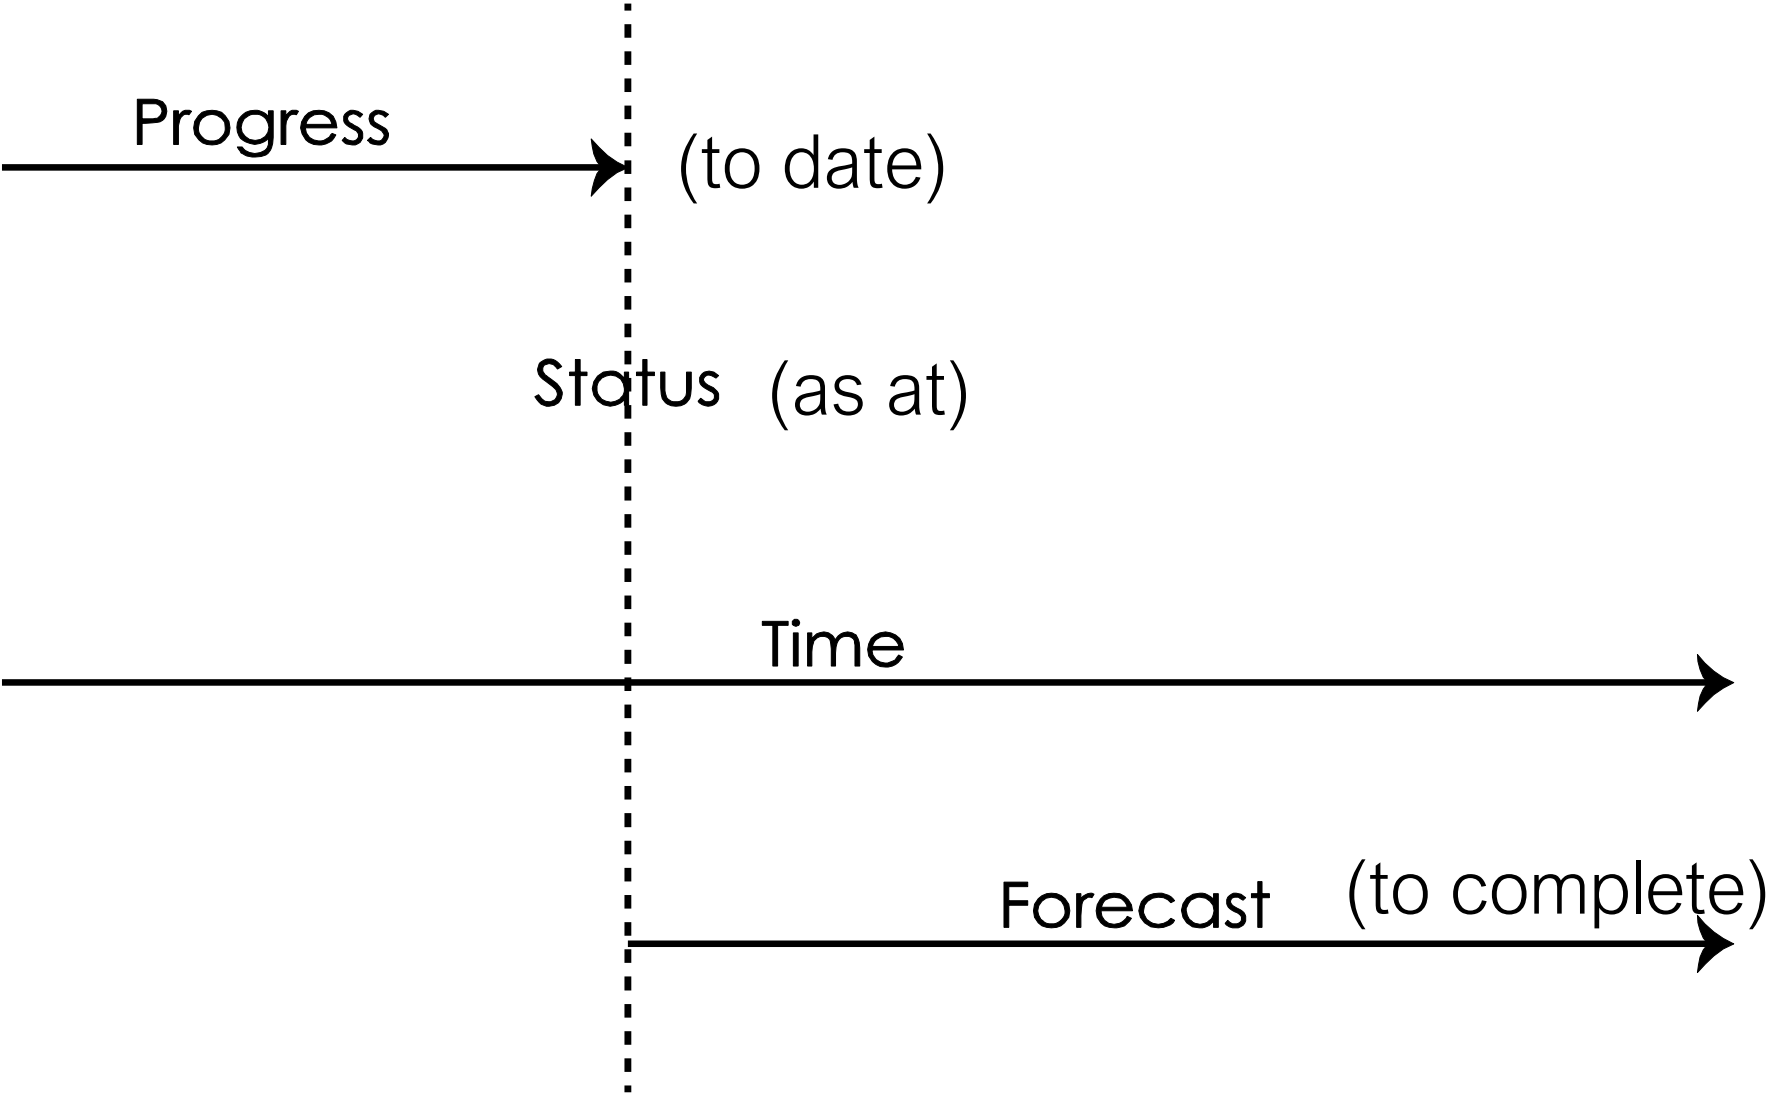 Progress
(to date)
Status (as at)
Time
Forecast (to complete)